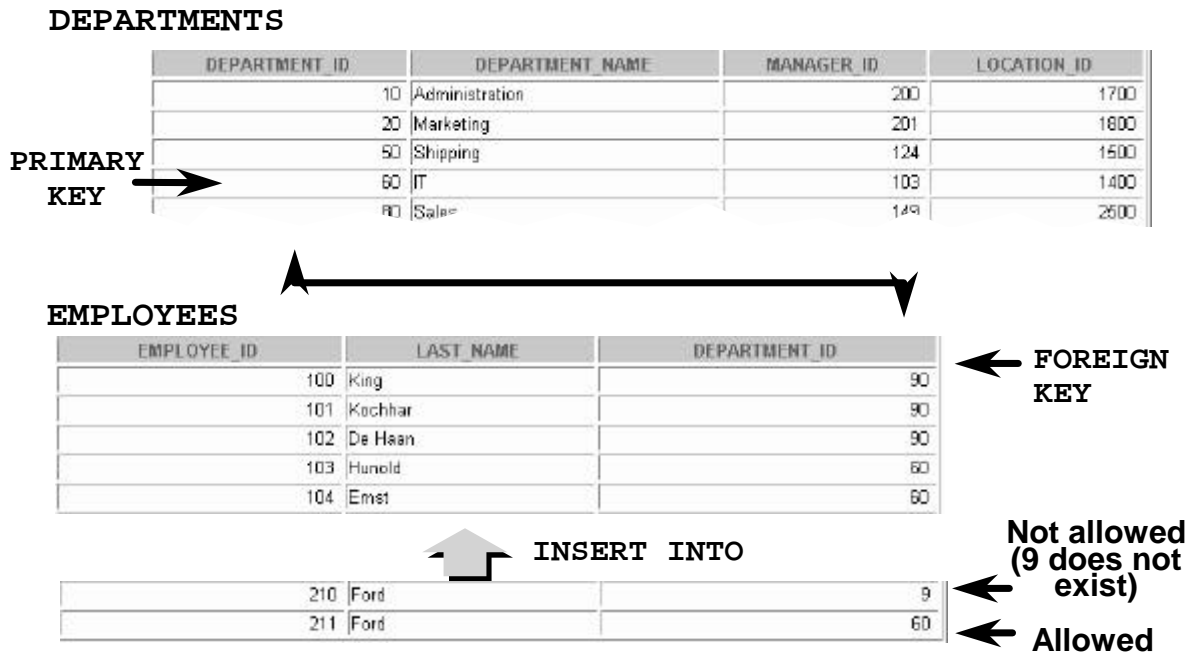 DEPARTMENTS
DEPARTMENT_ID DEPARTMENT_NAME MANAGER_ID LOCATION_ID
10 Administration 200 1700
20 Marketing 201 1800
50 Shipping 124 1500
60 IT 103 1400
80 Sales 149 2500
PRIMARY
KEY
EMPLOYEES
EMPLOYEE_ID LAST_NAME DEPARTMENT_ID
100 King 90
101 Kochhar 90
102 De Haan 90
103 Hunold 60
104 Ernst 60
FOREIGN
KEY
INSERT INTO
Not allowed
(9 does not
exist)
210 Ford 9
211 Ford 60
Allowed